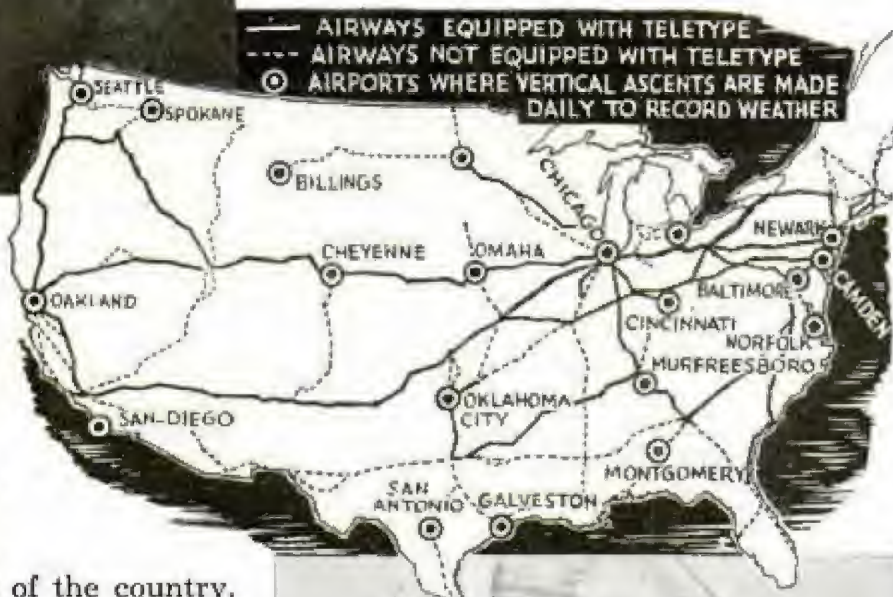 AIRWAYS EQUIPPED WITH TELETYPE
AIRWAYS NOT EQUIPPED WITH TELETYPE
AIRPORTS WHERE VERTICAL ASCENTS ARE MADE
DAILY TO RECORD WEATHER
SEATTLE
SPOKANE
BILLINGS
CHICAGO
NEWARK
CHEYENNE
OMAHA
OAKLAND
BALTIMORE
CAMDEN
CINCINNATI
NORFOLK
MURFREESBORO
OKLAHOMA
CITY
SAN-DIEGO
MONTGOMERY
SAN
ANTONIO
GALVESTON
of the country.